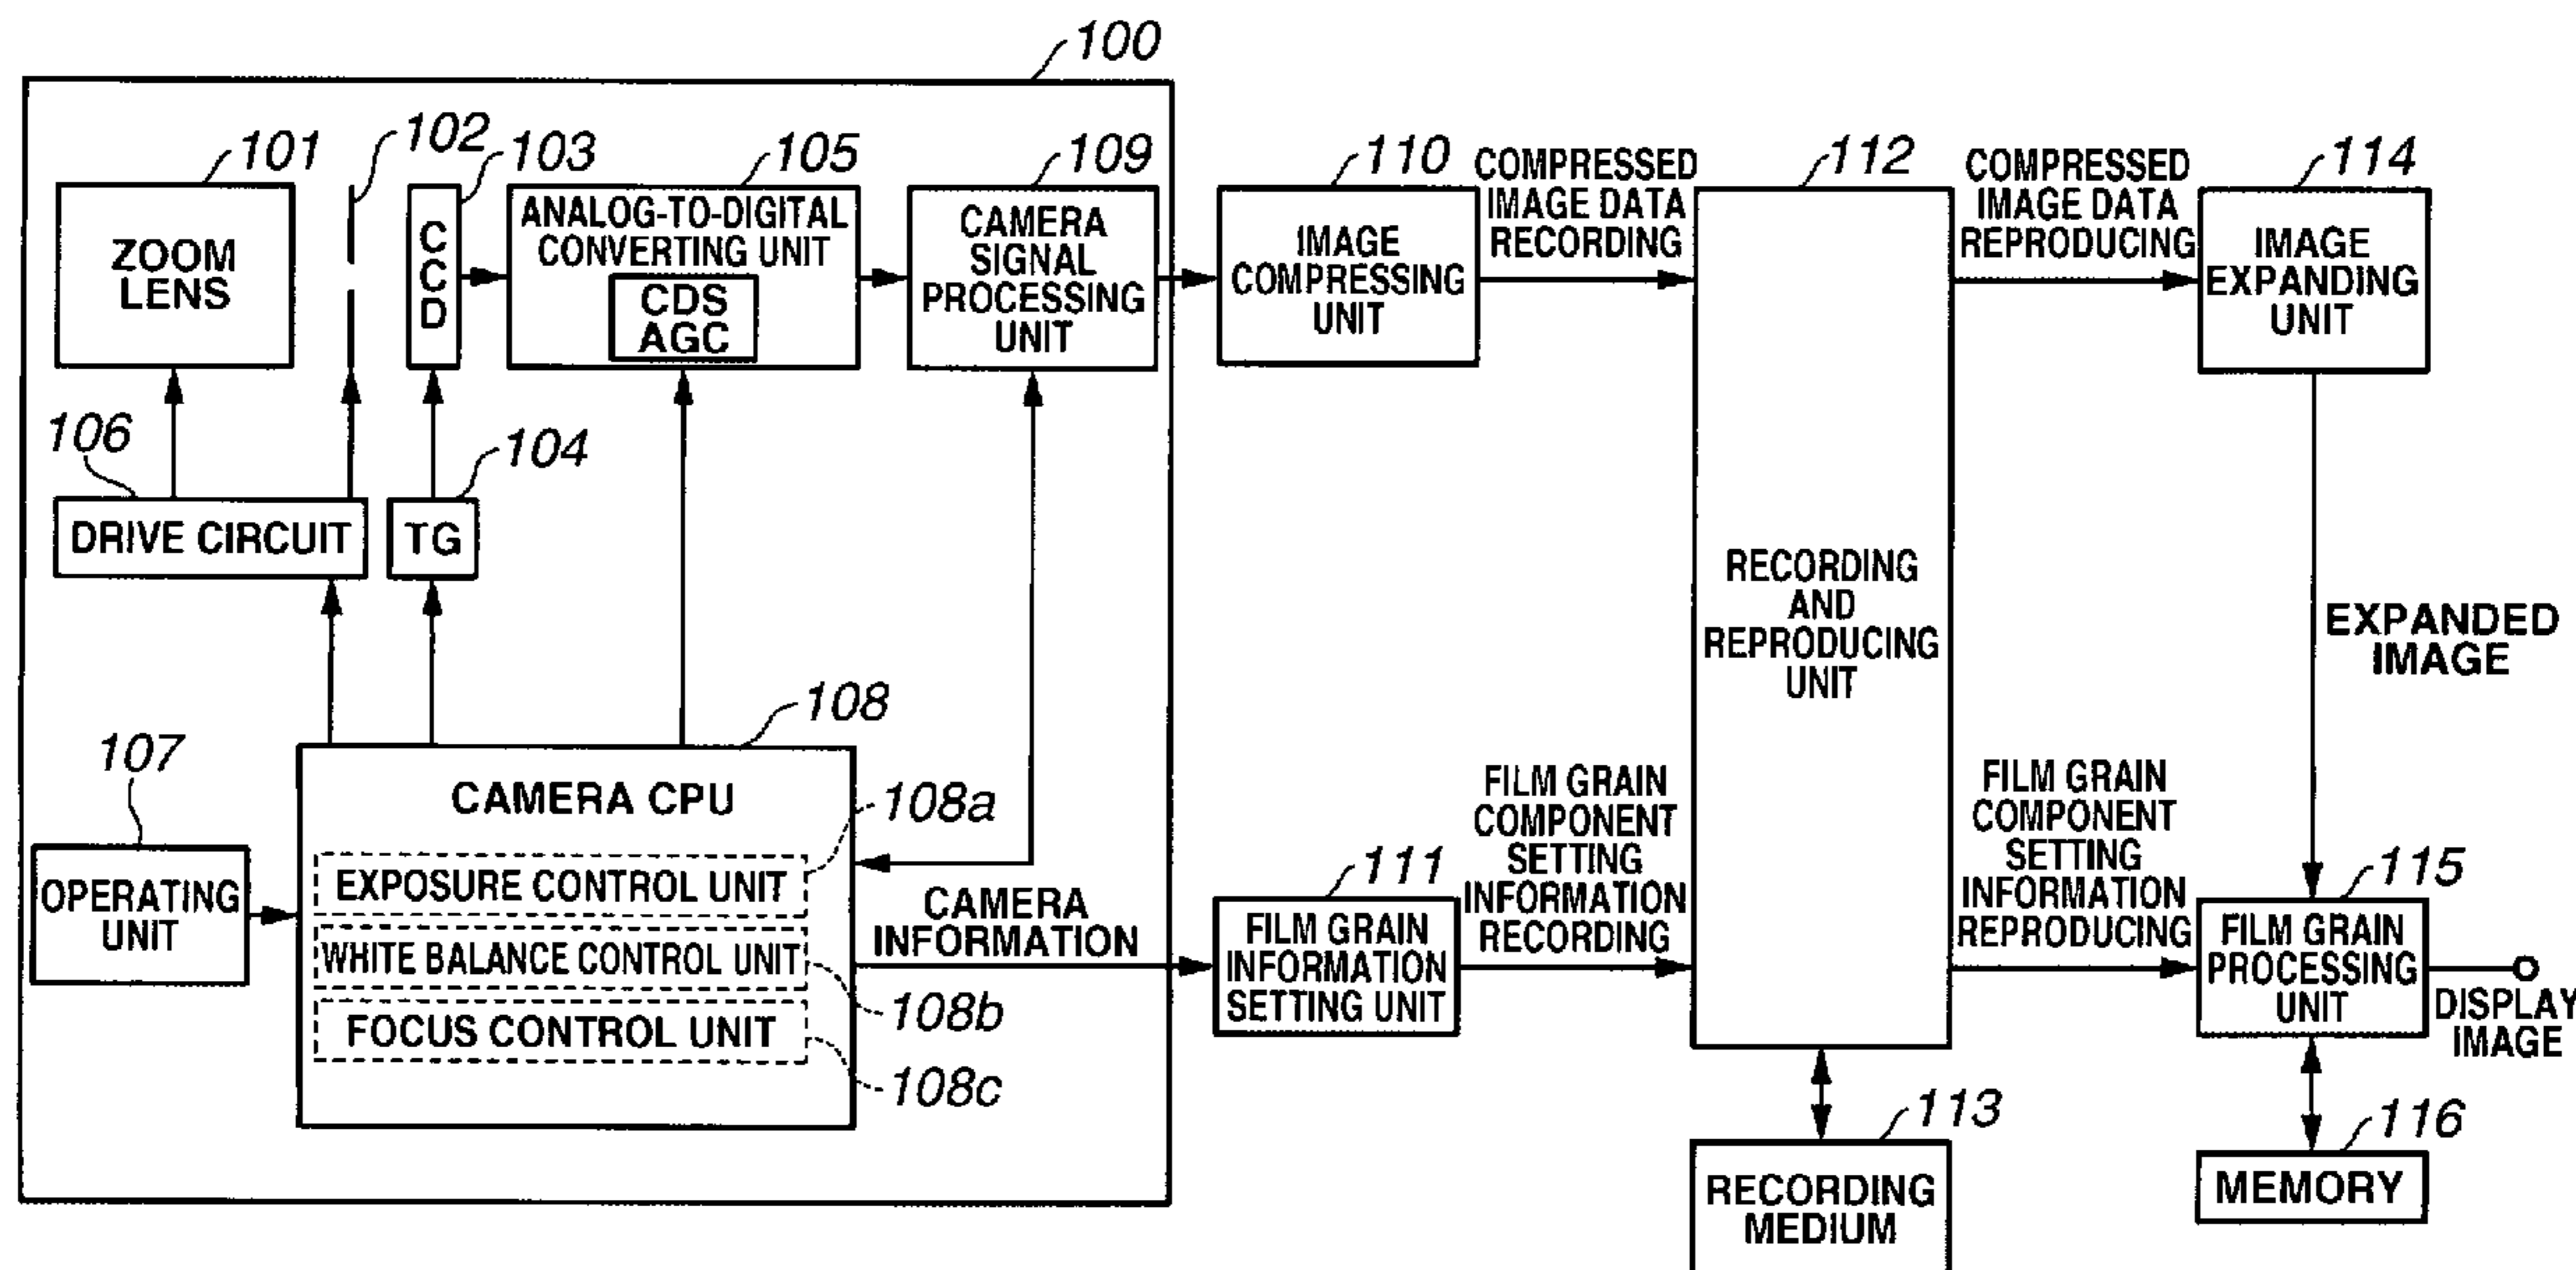 100
101
102
103
105
109
110
112
114
ZOOM
LENS
C
C
D
ANALOG-TO-DIGITAL
CONVERTING UNIT
CDS
AGC
CAMERA
SIGNAL
PROCESSING
UNIT
IMAGE
COMPRESSING
UNIT
COMPRESSED
IMAGE DATA
RECORDING
COMPRESSED
IMAGE DATA
REPRODUCING
IMAGE
EXPANDING
UNIT
106
104
DRIVE CIRCUIT
TG
RECORDING
AND
REPRODUCING
UNIT
EXPANDED
IMAGE
107
108
OPERATING
UNIT
CAMERA CPU
108a
EXPOSURE CONTROL UNIT
WHITE BALANCE CONTROL UNIT
108b
FOCUS CONTROL UNIT
108c
CAMERA
INFORMATION
111
FILM GRAIN
INFORMATION
SETTING UNIT
FILM GRAIN
COMPONENT
SETTING
INFORMATION
RECORDING
FILM GRAIN
COMPONENT
SETTING
INFORMATION
REPRODUCING
115
FILM GRAIN
PROCESSING
UNIT
DISPLAY
IMAGE
113
RECORDING
MEDIUM
116
MEMORY